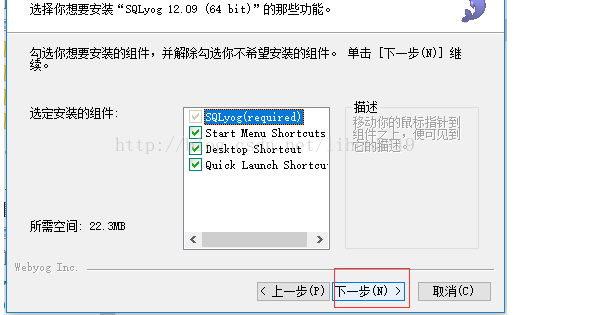 选择你想要安装“SQLyog 12.09 (64 bit)”的那些功能。
勾选你想要安装的组件，并解除勾选你不希望安装的组件。 单击 [下一步(N)] 继
续。
选定安装的组件:
SQLyog(required)
Start Menu Shortcuts
Desktop Shortcut
Quick Launch Shortcu
描述
移动你的鼠标指针到
组件之上，便可见到
它的描述。
所需空间: 22.3MB
Webyog Inc.
< 上一步(P)
下一步(N) >
取消(C)